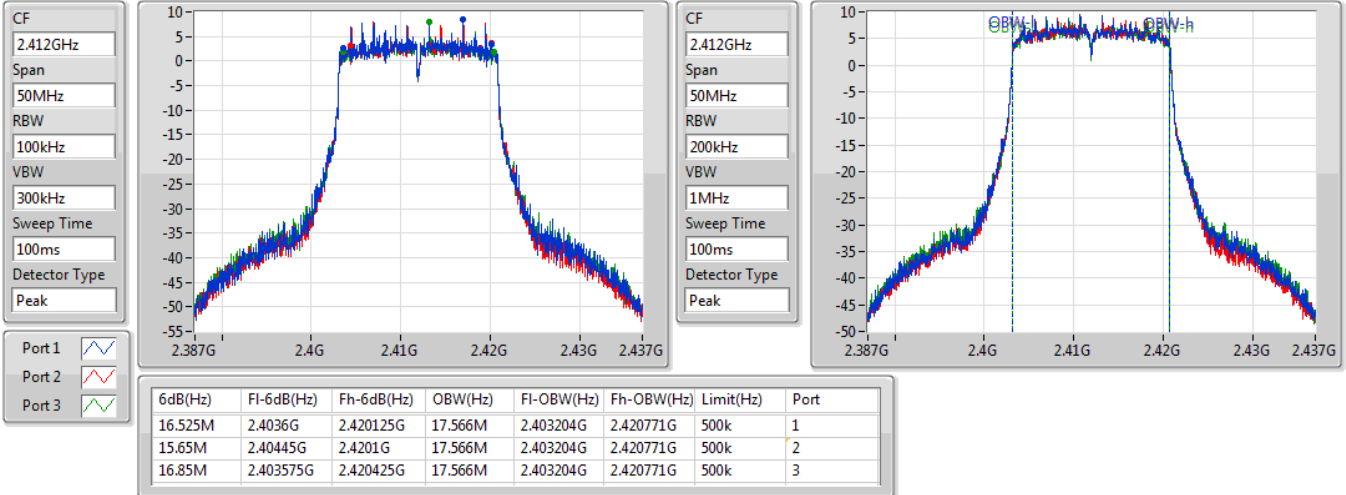 CF
2.412GHz
Span
50MHz
RBW
100kHz
VBW
300kHz
Sweep Time
100ms
Detector Type
Peak
10
5
0
-5
-10
-15
-20
-25
-30
-35
-40
-45
-50
-55
2.387G 2.4G 2.41G 2.42G 2.43G 2.437G
CF
2.412GHz
Span
50MHz
RBW
200kHz
VBW
1MHz
Sweep Time
100ms
Detector Type
Peak
OBW-l OBW-h
10
5
0
-5
-10
-15
-20
-25
-30
-35
-40
-45
-50
2.387G 2.4G 2.41G 2.42G 2.43G 2.437G
Port 1
Port 2
Port 3
6dB(Hz) Fl-6dB(Hz) Fh-6dB(Hz) OBW(Hz) Fl-OBW(Hz) Fh-OBW(Hz) Limit(Hz) Port
16.525M 2.4036G 2.420125G 17.566M 2.403204G 2.420771G 500k 1
15.65M 2.40445G 2.4201G 17.566M 2.403204G 2.420771G 500k 2
16.85M 2.403575G 2.420425G 17.566M 2.403204G 2.420771G 500k 3